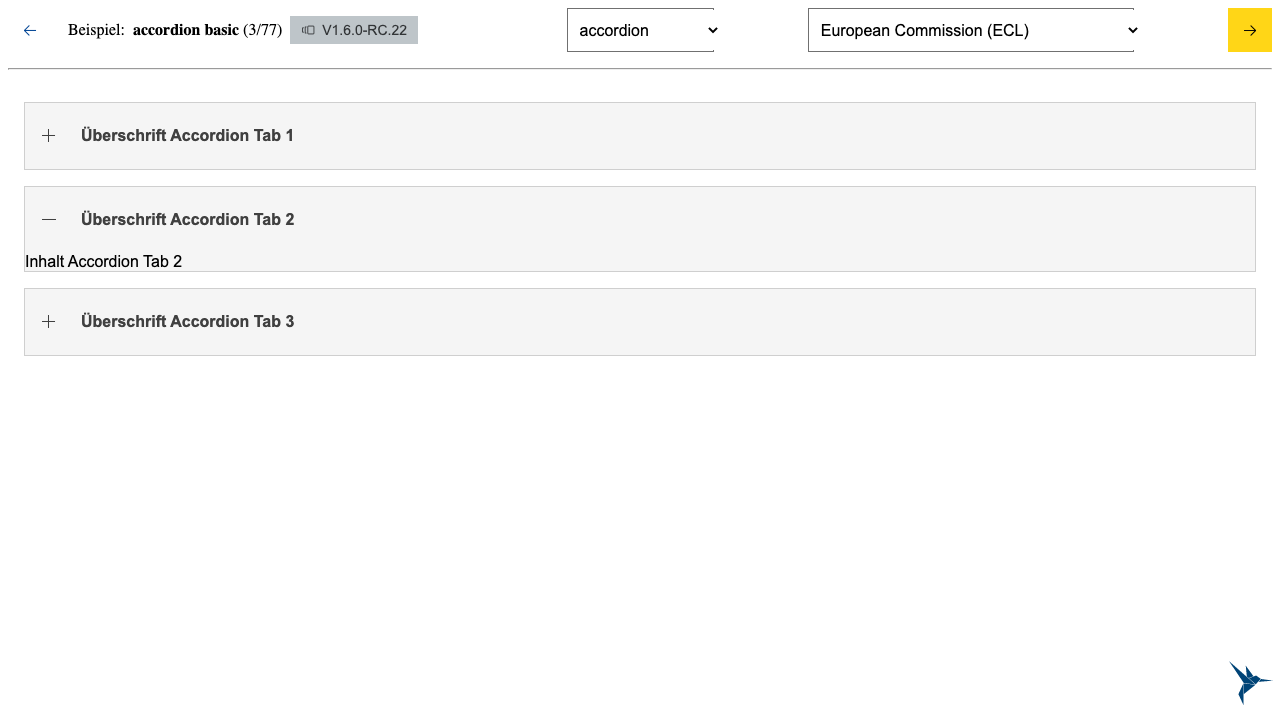 Beispiel: accordion basic (3/77) V1.6.0-RC.22 accordion European Commission (ECL)
Überschrift Accordion Tab 1
Überschrift Accordion Tab 2
Inhalt Accordion Tab 2
Überschrift Accordion Tab 3